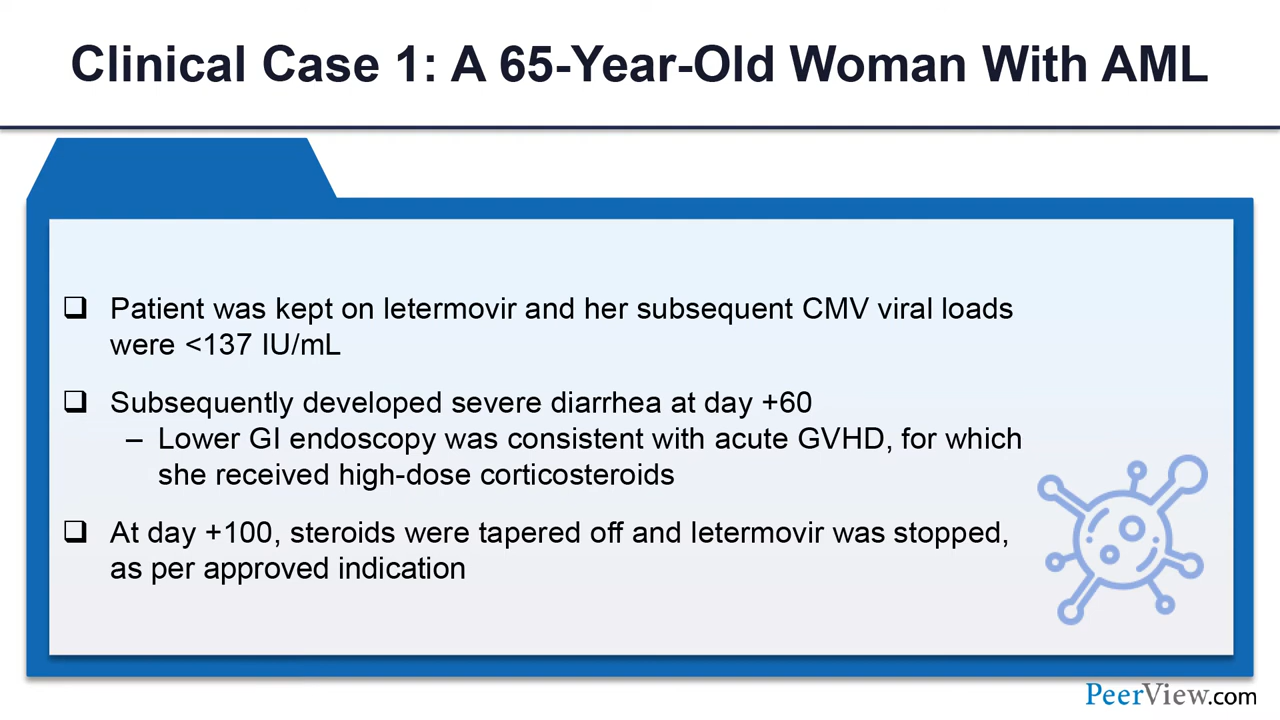 Clinical Case 1: A 65-Year-Old Woman With AML
❑ Patient was kept on letermovir and her subsequent CMV viral loads
were <137 IU/mL
❑ Subsequently developed severe diarrhea at day +60
– Lower GI endoscopy was consistent with acute GVHD, for which
she received high-dose corticosteroids
❑ At day +100, steroids were tapered off and letermovir was stopped,
as per approved indication
PeerView.com